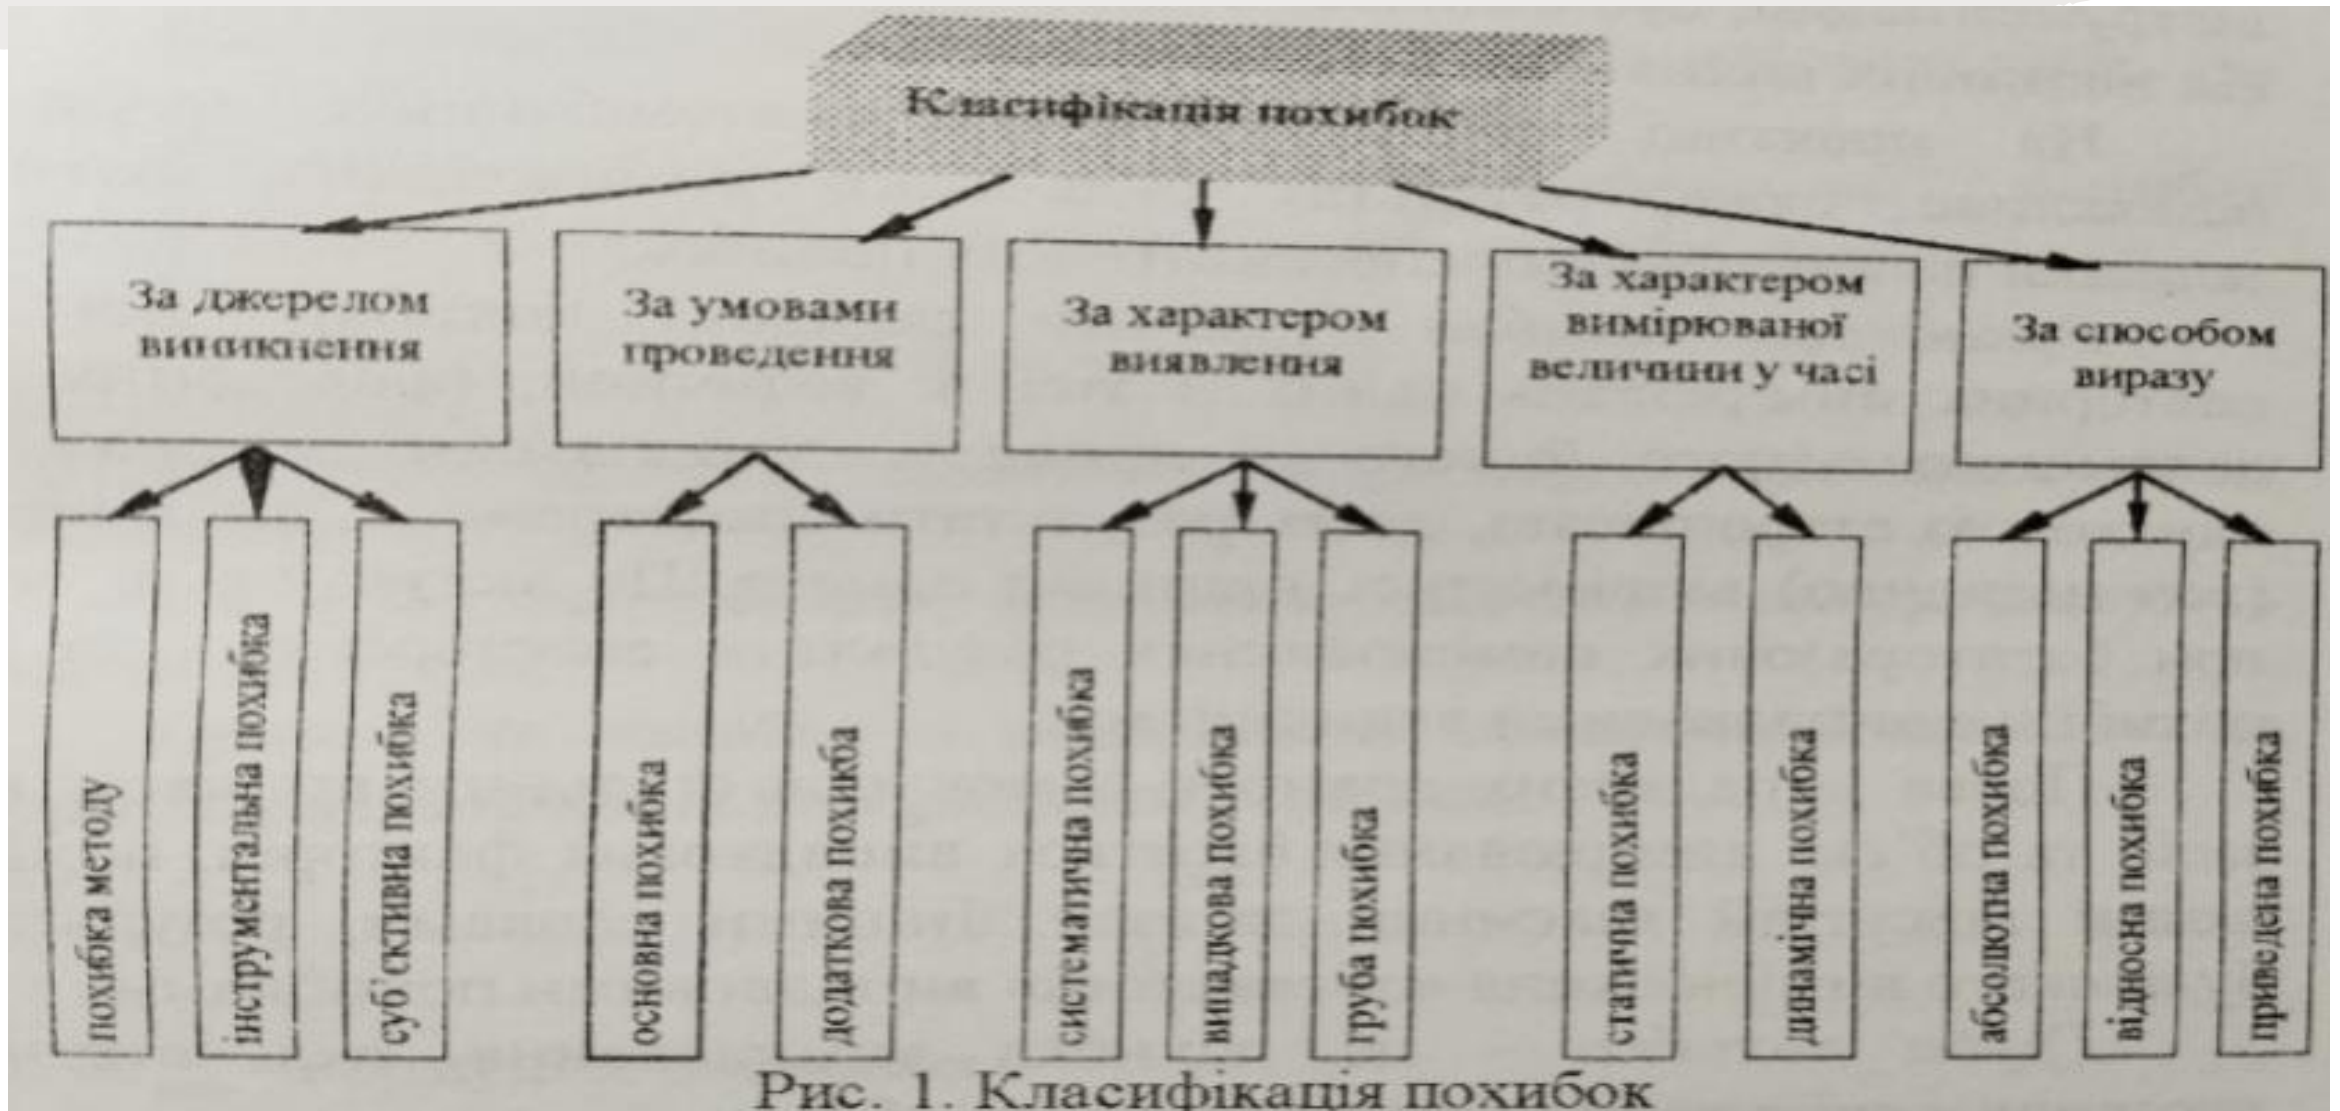 Класифікація похибок
За джерелом
виникнення
За умовами
проведення
За характером
виявлення
За характером
вимірюваної
величини у часі
За способом
виразу
похибка методу
інструментальна похибка
суб'єктивна похибка
основна похибка
додаткова похикба
систематична похибка
випадкова похибка
груба похибка
статична похибка
динамічна похибка
абсолютна похибка
відносна похибка
приведена похибка
Рис. 1. Класифікація похибок